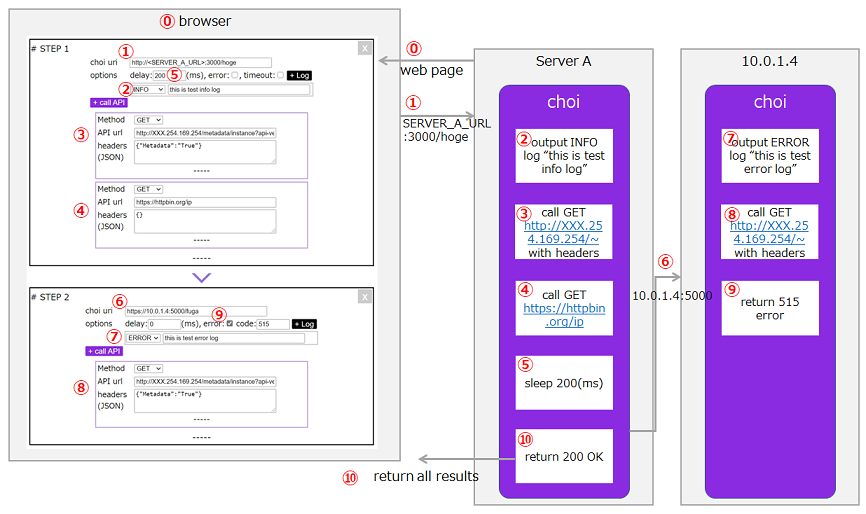 ⓪ browser
# STEP 1
X
① choi uri http://<SERVER_A_URL>:3000/hoge
options delay: 200 ⑤ (ms), error: , timeout: + Log
② INFO this is test info log
+ call API
Method GET
③ API url http://XXX.254.169.254/metadata/instance?api-ve
headers {"Metadata":"True"}
(JSON)
-----
Method GET
④ API url https://httpbin.org/ip
headers {}
(JSON)
-----
-----
# STEP 2
X
⑥ choi uri https://10.0.1.4:5000/fuga
⑨
options delay: 0 (ms), error: code: 515 + Log
⑦ ERROR this is test error log
+ call API
Method GET
⑧ API url http://XXX.254.169.254/metadata/instance?api-ve
headers {"Metadata":"True"}
(JSON)
-----
-----
⓪
web page
①
SERVER_A_URL
:3000/hoge
⑩ return all results
Server A
choi
② output INFO
log “this is test
info log”
③ call GET
http://XXX.25
4.169.254/~
with headers
④ call GET
https://httpbin
.org/ip
⑤
sleep 200(ms)
⑩
return 200 OK
⑥
10.0.1.4:5000
10.0.1.4
choi
⑦
output ERROR
log “this is test
error log”
⑧ call GET
http://XXX.25
4.169.254/~
with headers
⑨
return 515
error